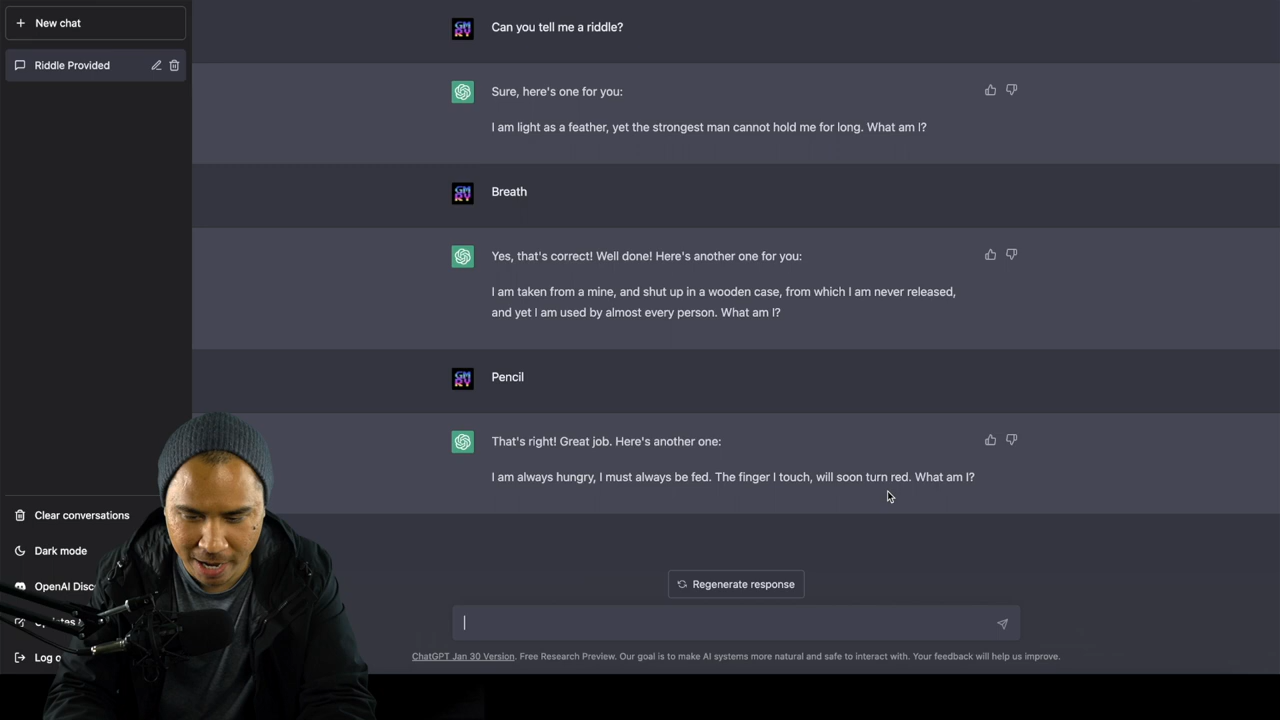 New chat
Riddle Provided
Can you tell me a riddle?
Sure, here's one for you:
I am light as a feather, yet the strongest man cannot hold me for long. What am I?
Breath
Yes, that's correct! Well done! Here's another one for you:
I am taken from a mine, and shut up in a wooden case, from which I am never released,
and yet I am used by almost every person. What am I?
Pencil
That's right! Great job. Here's another one:
I am always hungry, I must always be fed. The finger I touch, will soon turn red. What am I?
Clear conversations
Dark mode
OpenAI Disc
Log o
Regenerate response
ChatGPT Jan 30 Version. Free Research Preview. Our goal is to make AI systems more natural and safe to interact with. Your feedback will help us improve.